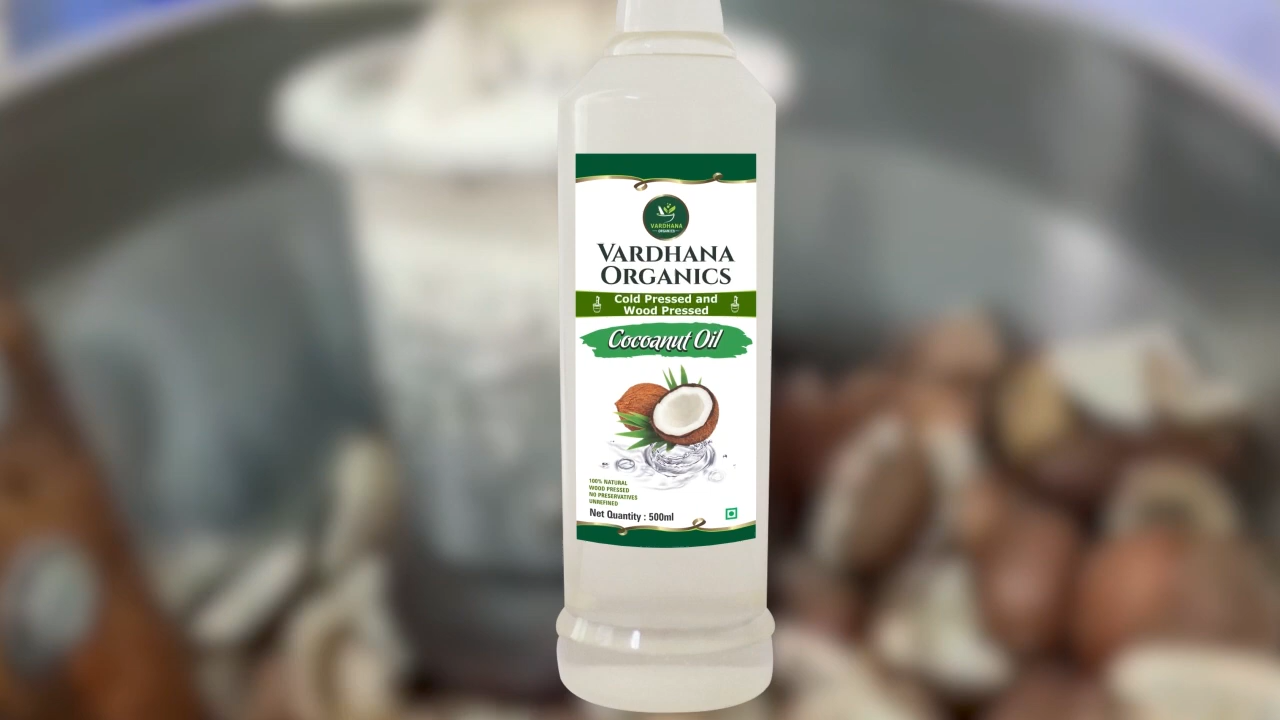 VARDHANA
ORGANICS
VARDHANA
ORGANICS
Cold Pressed and
Wood Pressed
Cocoanut Oil
100% NATURAL
WOOD PRESSED
NO PRESERVATIVES
UNREFINED
Net Quantity : 500ml